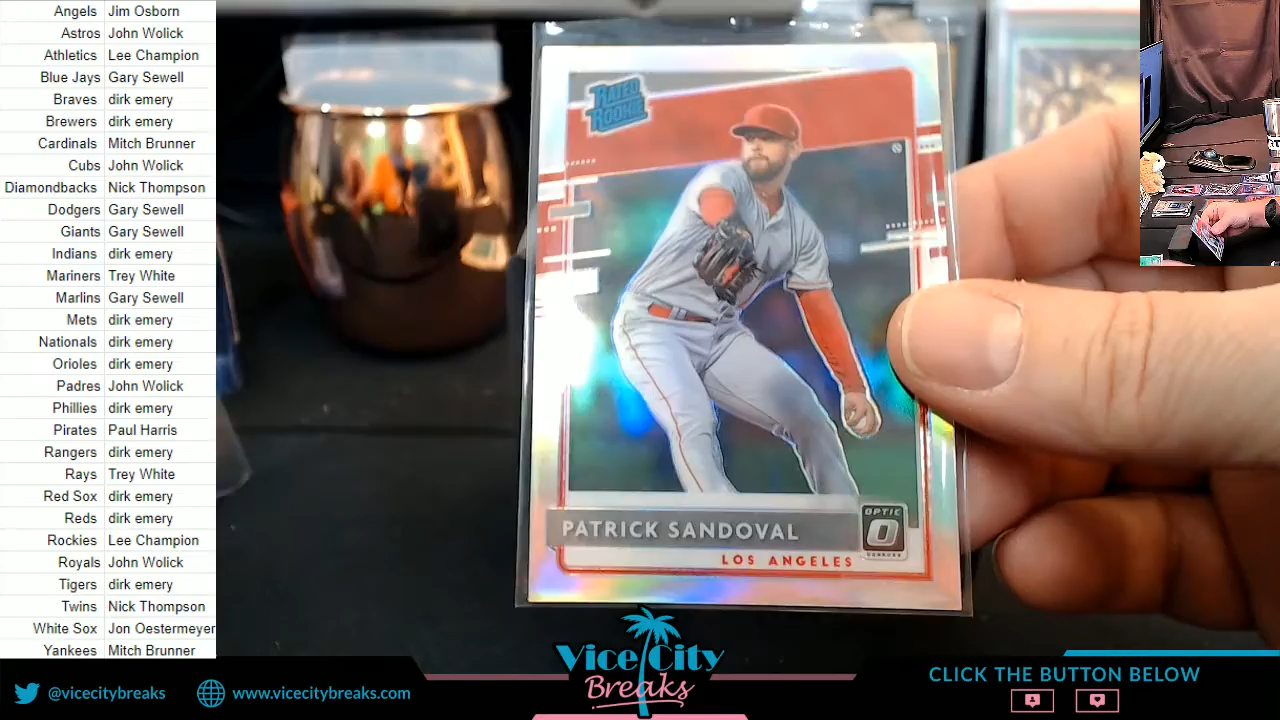 Angels Jim Osborn
Astros John Wolick
Athletics Lee Champion
Blue Jays Gary Sewell
Braves dirk emery
Brewers dirk emery
Cardinals Mitch Brunner
Cubs John Wolick
Diamondbacks Nick Thompson
Dodgers Gary Sewell
Giants Gary Sewell
Indians dirk emery
Mariners Trey White
Marlins Gary Sewell
Mets dirk emery
Nationals dirk emery
Orioles dirk emery
Padres John Wolick
Phillies dirk emery
Pirates Paul Harris
Rangers dirk emery
Rays Trey White
Red Sox dirk emery
Reds dirk emery
Rockies Lee Champion
Royals John Wolick
Tigers dirk emery
Twins Nick Thompson
White Sox Jon Oestermeyer
Yankees Mitch Brunner
RATED
ROOKIE
PATRICK SANDOVAL
OPTIC
DONRUSS
LOS ANGELES
Vice City
Breaks
@vicecitybreaks
www.vicecitybreaks.com
CLICK THE BUTTON BELOW